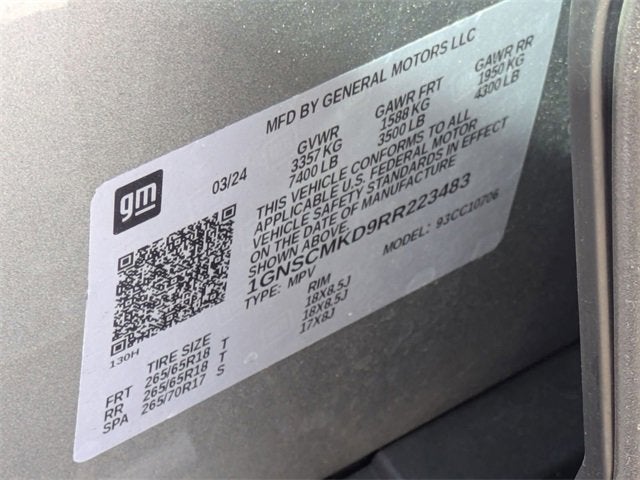 MFD BY GENERAL MOTORS LLC
gm
03/24
GVWR GAWR FRT GAWR RR
3357 KG 1588 KG 1950 KG
7400 LB 3500 LB 4300 LB
THIS VEHICLE CONFORMS TO ALL
APPLICABLE U.S. FEDERAL MOTOR
VEHICLE SAFETY STANDARDS IN EFFECT
ON THE DATE OF MANUFACTURE
SHOWN ABOVE.
1GNSCMKD9RR223483
TYPE: MPV MODEL: 93CC10706
130H
TIRE SIZE RIM
FRT 265/65R18 T 18X8.5J
RR 265/65R18 T 18X8.5J
SPA 265/70R17 S 17X8J